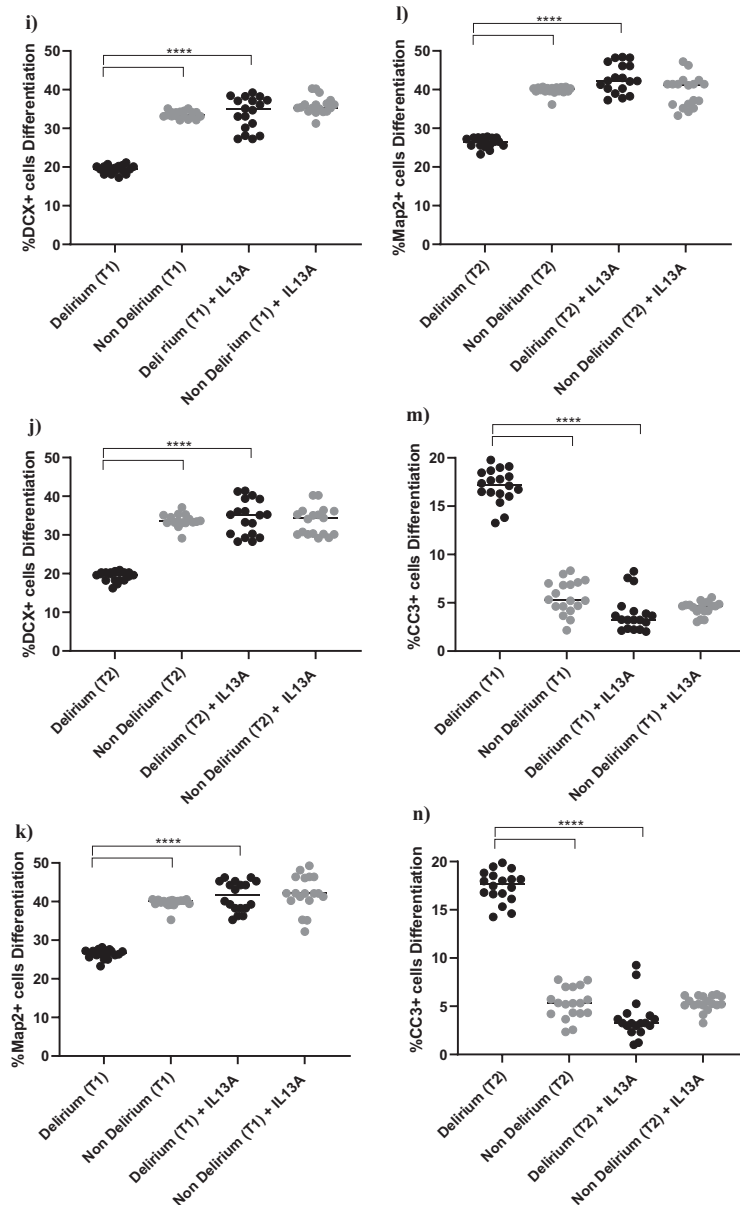 i)
****
50
40
30
20
10
0
%DCX+ cells Differentiation
Delirium (T1)
Non Delirium (T1)
Deli rium (T1) + IL13A
Non Delir ium (T1) + IL13A
l)
****
50
40
30
20
10
0
%Map2+ cells Differentiation
Delirium (T2)
Non Delirium (T2)
Delirium (T2) + IL13A
Non Delirium (T2) + IL13A
j)
****
50
40
30
20
10
0
%DCX+ cells Differentiation
Delirium (T2)
Non Delirium (T2)
Delirium (T2) + IL13A
Non Delirium (T2) + IL13A
m)
****
20
15
10
5
0
%CC3+ cells Differentiation
Delirium (T1)
Non Delirium (T1)
Delirium (T1) + IL13A
Non Delirium (T1) + IL13A
k)
****
50
40
30
20
10
0
%Map2+ cells Differentiation
Delirium (T1)
Non Delirium (T1)
Delirium (T1) + IL13A
Non Delirium (T1) + IL13A
n)
****
20
15
10
5
0
%CC3+ cells Differentiation
Delirium (T2)
Non Delirium (T2)
Delirium (T2) + IL13A
Non Delirium (T2) + IL13A